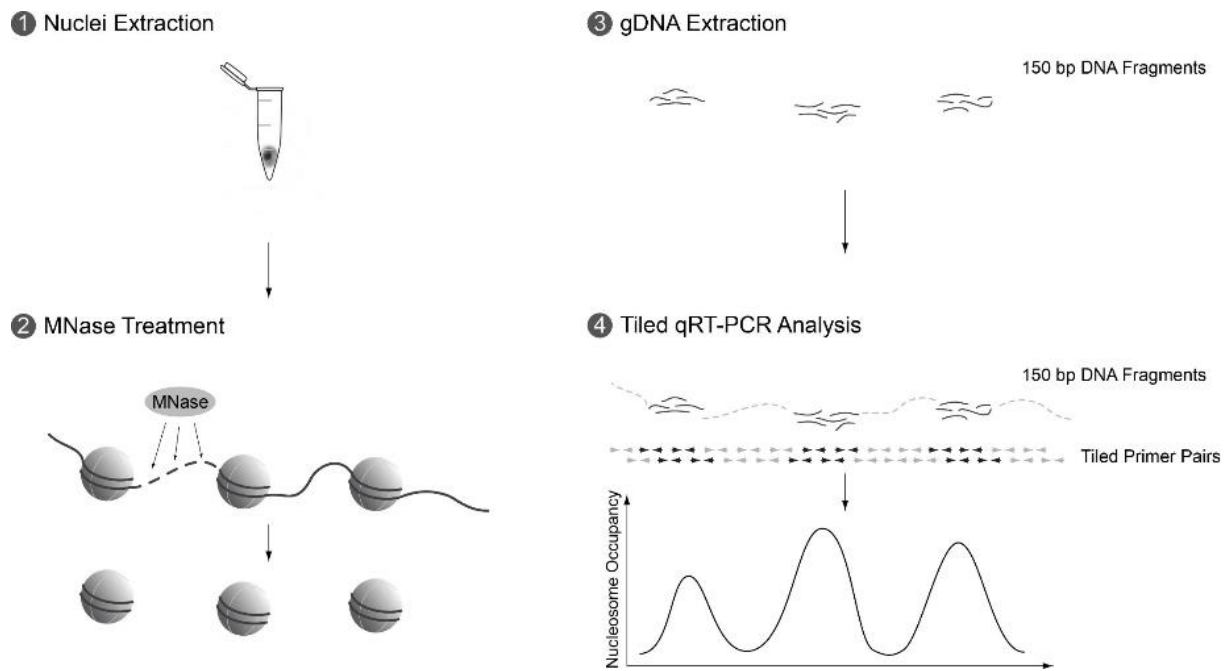 1 Nuclei Extraction
2 MNase Treatment
MNase
3 gDNA Extraction
150 bp DNA Fragments
4 Tiled qRT-PCR Analysis
150 bp DNA Fragments
Tiled Primer Pairs
Nucleosome Occupancy